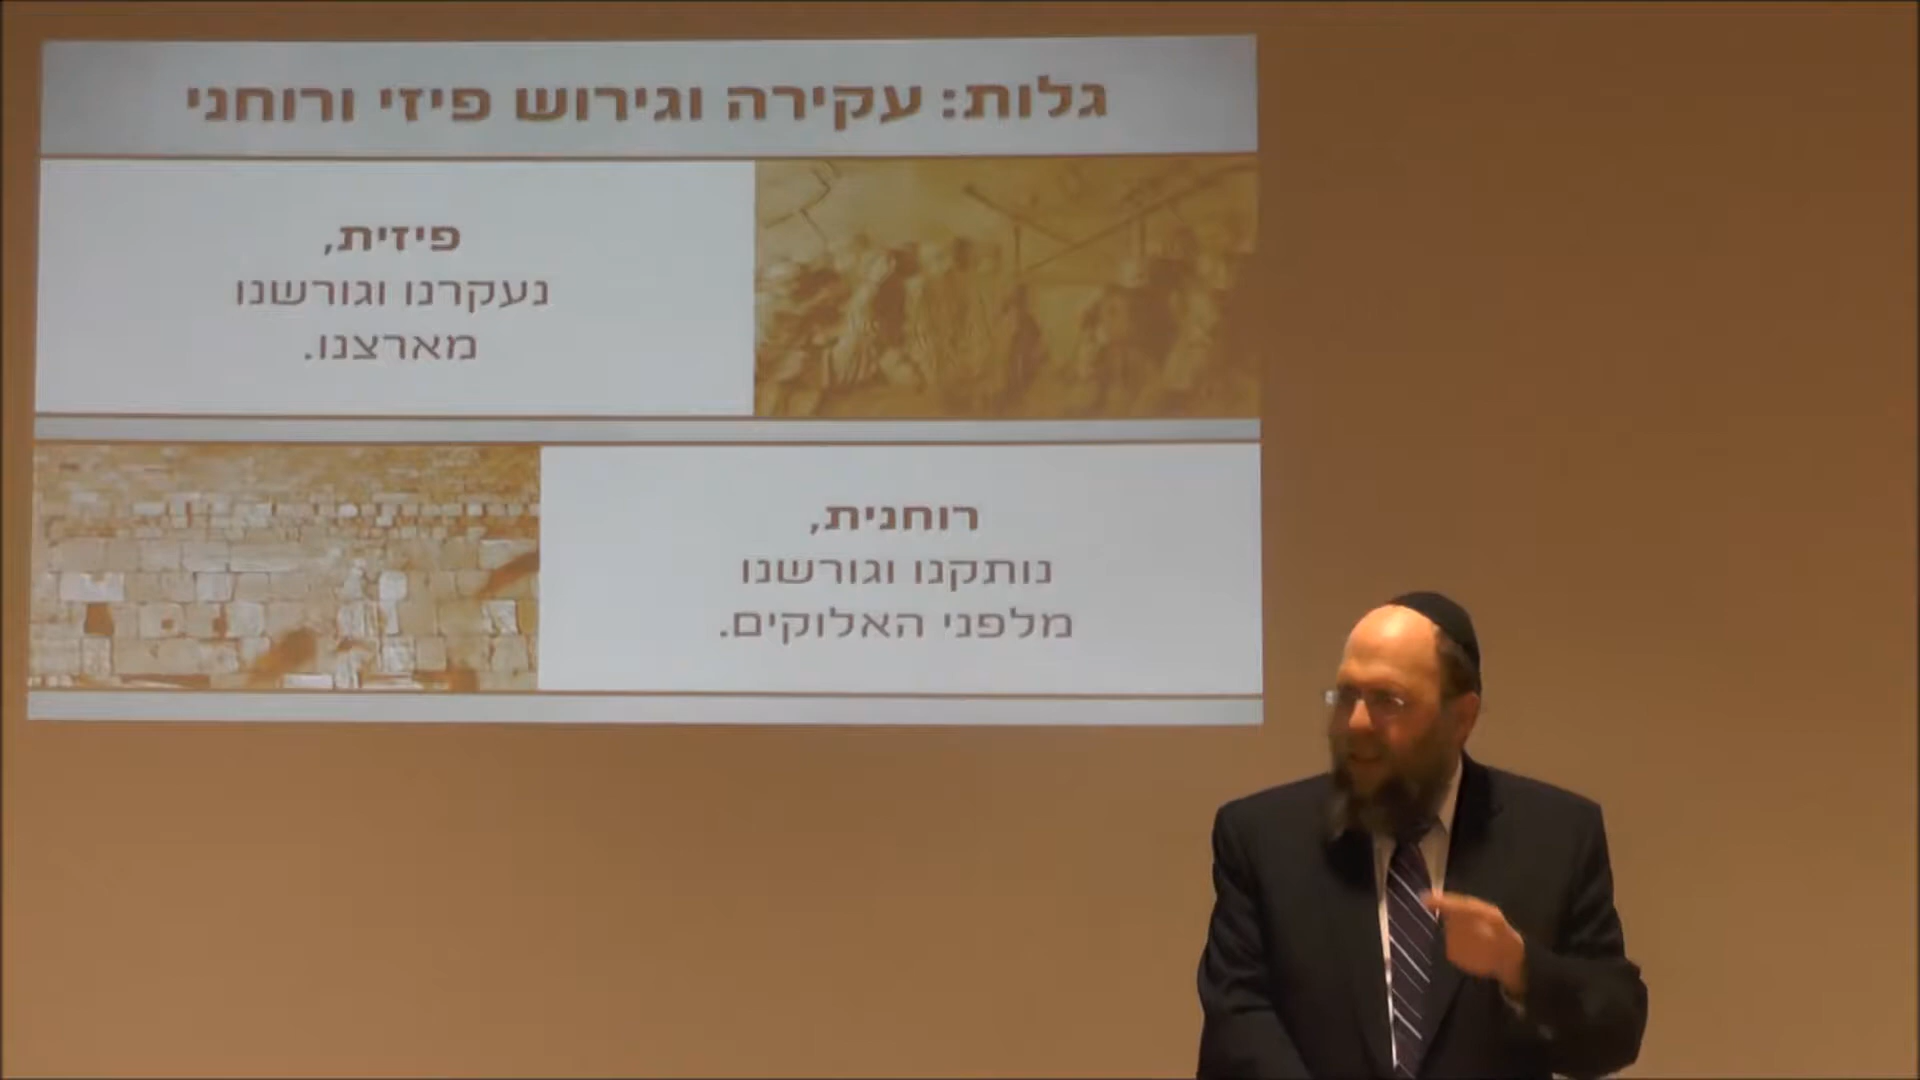 גלות: עקירה וגירוש פיזי ורוחני
פיזית,
נעקרנו וגורשנו
מארצנו.
רוחנית,
נותקנו וגורשנו
מלפני האלוקים.